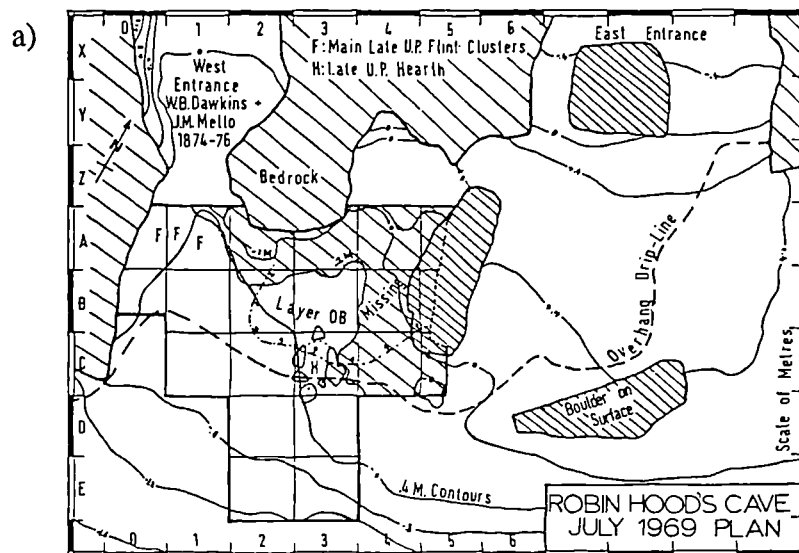 a)
0 1 2 3 4 5 6
X
Y
Z
A
B
C
D
E
West
Entrance
W.B. Dawkins +
J.M. Mello
1874-76
F: Main Late U.P. Flint Clusters
H: Late U.P. Hearth
East Entrance
N
Bedrock
F F F
Layer OB
Missing
H
Overhang Drip-Line
Boulder on
Surface
Scale of Metres
.4 M. Contours
ROBIN HOOD'S CAVE
JULY 1969 PLAN
0 1 2 3 4 5 6